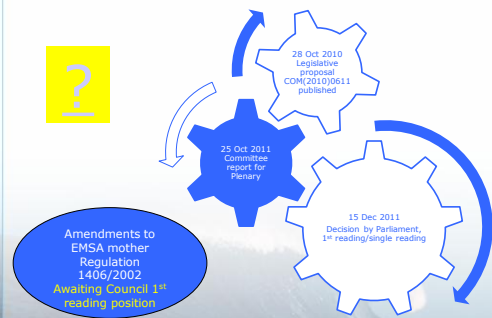 ?
28 Oct 2010
Legislative
proposal
COM(2010)0611
published
25 Oct 2011
Committee
report for
Plenary
15 Dec 2011
Decision by Parliament,
1st reading/single reading
Amendments to
EMSA mother
Regulation
1406/2002
Awaiting Council 1st
reading position